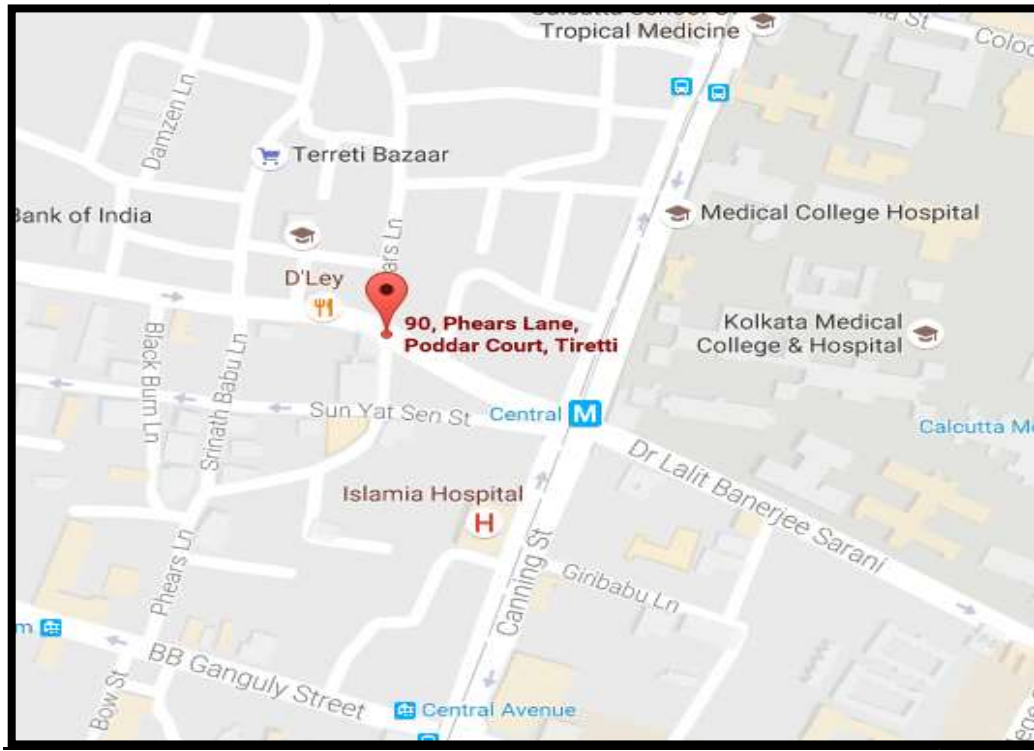 Tropical Medicine
Damzen Ln
Terreti Bazaar
Bank of India
Medical College Hospital
D'Ley
90, Phears Lane,
Poddar Court, Tiretti
Kolkata Medical
College & Hospital
Black Burn Ln
Srinath Babu Ln
Sun Yat Sen St
Central
M
Dr Lalit Banerjee Sarani
Islamia Hospital
H
Canning St
Giribabu Ln
Phears Ln
BB Ganguly Street
Bow St
Central Avenue